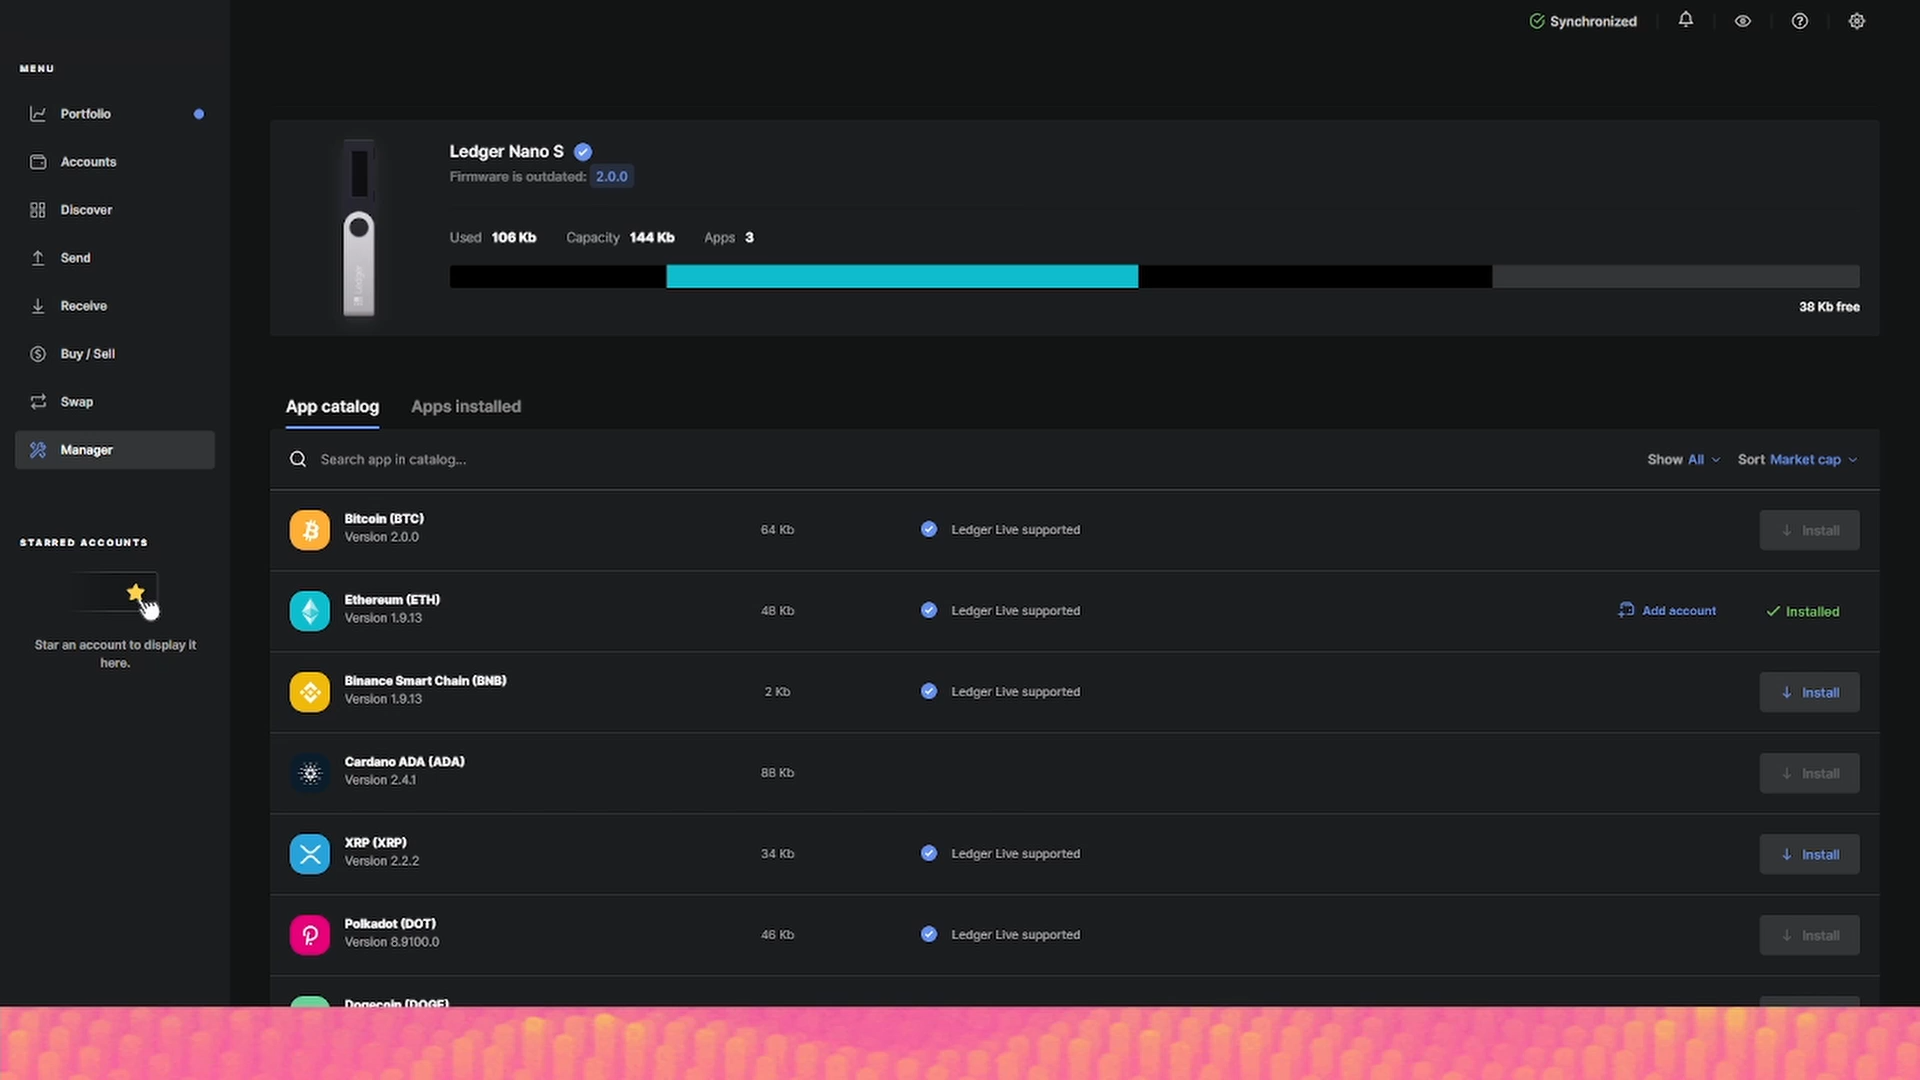 Synchronized
MENU
Portfolio
Accounts
Discover
Send
Receive
Buy / Sell
Swap
Manager
STARRED ACCOUNTS
Star an account to display it
here.
Ledger Nano S
Firmware is outdated: 2.0.0
Used 106 Kb Capacity 144 Kb Apps 3
38 Kb free
Ledger
App catalog Apps installed
Search app in catalog...
Show All Sort Market cap
Bitcoin (BTC)
Version 2.0.0
64 Kb
Ledger Live supported
Install
Ethereum (ETH)
Version 1.9.13
48 Kb
Ledger Live supported
Add account
Installed
Binance Smart Chain (BNB)
Version 1.9.13
2 Kb
Ledger Live supported
Install
Cardano ADA (ADA)
Version 2.4.1
88 Kb
Install
XRP (XRP)
Version 2.2.2
34 Kb
Ledger Live supported
Install
Polkadot (DOT)
Version 8.9100.0
46 Kb
Ledger Live supported
Install
Dogecoin (DOGE)